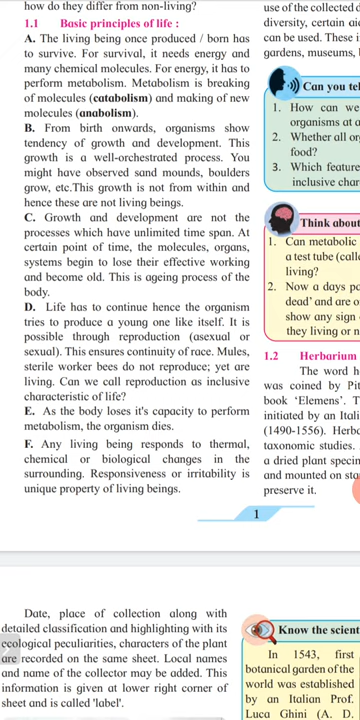 how do they differ from non-living?
1.1 Basic principles of life :
A. The living being once produced / born has
to survive. For survival, it needs energy and
many chemical molecules. For energy, it has to
perform metabolism. Metabolism is breaking
of molecules (catabolism) and making of new
molecules (anabolism).
B. From birth onwards, organisms show
tendency of growth and development. This
growth is a well-orchestrated process. You
might have observed sand mounds, boulders
grow, etc.This growth is not from within and
hence these are not living beings.
C. Growth and development are not the
processes which have unlimited time span. At
certain point of time, the molecules, organs,
systems begin to lose their effective working
and become old. This is ageing process of the
body.
D. Life has to continue hence the organism
tries to produce a young one like itself. It is
possible through reproduction (asexual or
sexual). This ensures continuity of race. Mules,
sterile worker bees do not reproduce; yet are
living. Can we call reproduction as inclusive
characteristic of life?
E. As the body loses it's capacity to perform
metabolism, the organism dies.
F. Any living being responds to thermal,
chemical or biological changes in the
surrounding. Responsiveness or irritability is
unique property of living beings.
use of the collected
diversity, certain aid
can be used. These i
gardens, museums,
Can you tel
1. How can we
organisms at a
2. Whether all or
food?
3. Which feature
inclusive char
Think about
1. Can metabolic
a test tube (calle
living?
2. Now a days pa
dead' and are o
show any sign
they living or n
1.2 Herbarium
The word h
was coined by Pit
book 'Elemens'. T
initiated by an Itali
(1490-1556). Herba
taxonomic studies.
a dried plant specin
and mounted on sta
preserve it.
1
Date, place of collection along with
detailed classification and highlighting with its
ecological peculiarities, characters of the plant
are recorded on the same sheet. Local names
and name of the collector may be added. This
information is given at lower right corner of
sheet and is called 'label'.
Know the scient
In 1543, first
botanical garden of the
world was established
by an Italian Prof.
Luca Ghini (A. D.